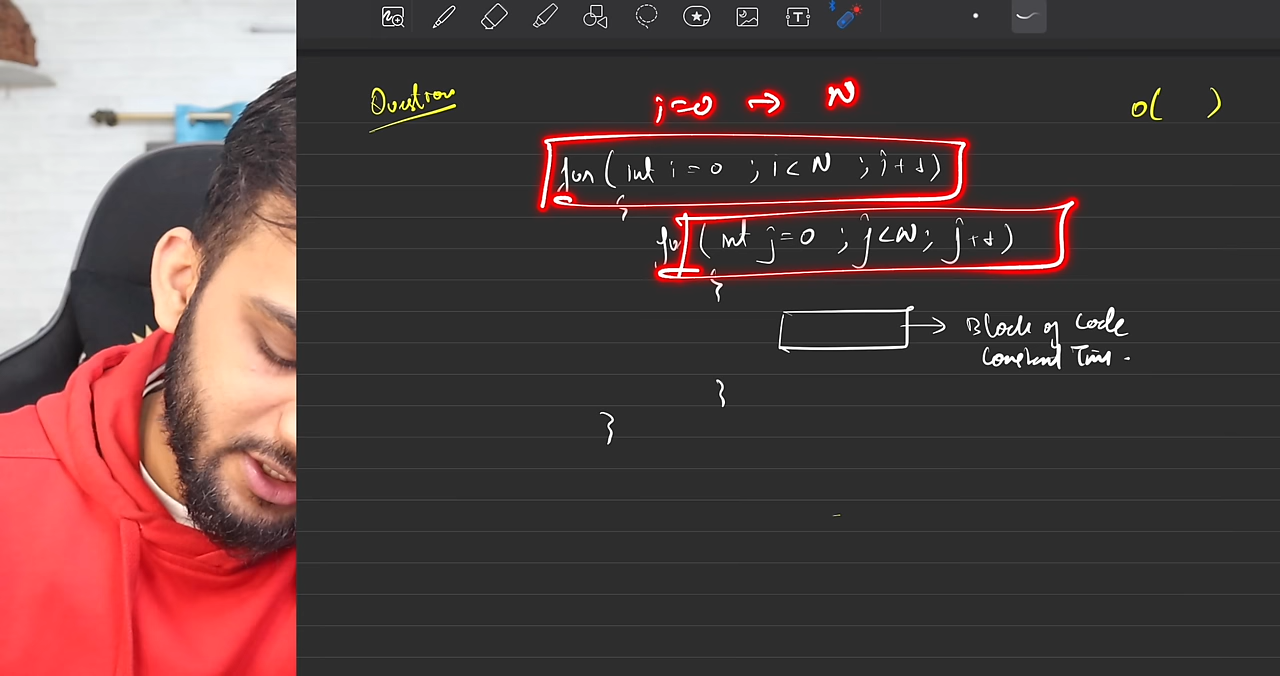 Question
i=0 → N
O( )
for ( int i = 0 ; i < N ; i++)
{
for ( int j = 0 ; j < N ; j++)
{
→ Block of Code
Constant Time.
}
}